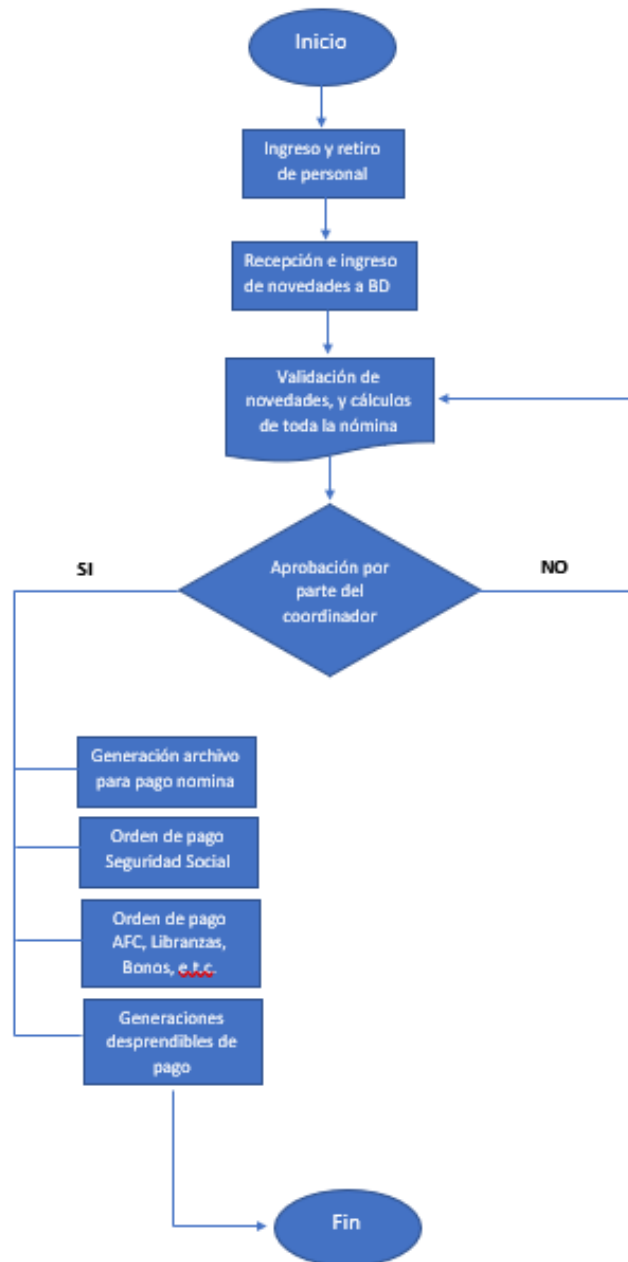 Inicio
Ingreso y retiro
de personal
Recepción e ingreso
de novedades a BD
Validación de
novedades, y cálculos
de toda la nómina
SI
Aprobación por
parte del
coordinador
NO
Generación archivo
para pago nomina
Orden de pago
Seguridad Social
Orden de pago
AFC, Libranzas,
Bonos, e.t.c.
Generaciones
desprendibles de
pago
Fin